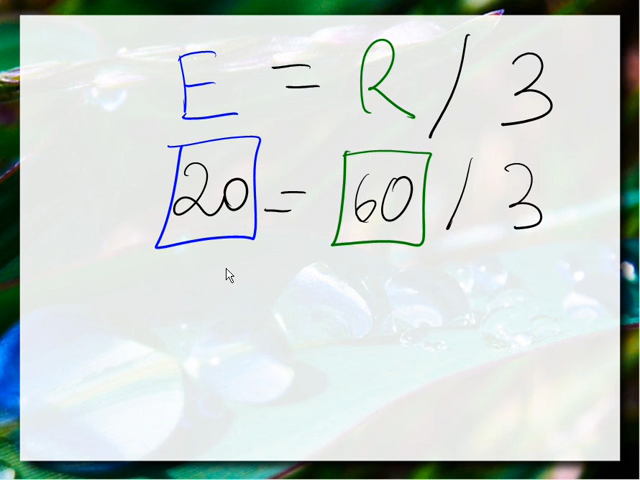 E = R / 3
20 = 60 / 3